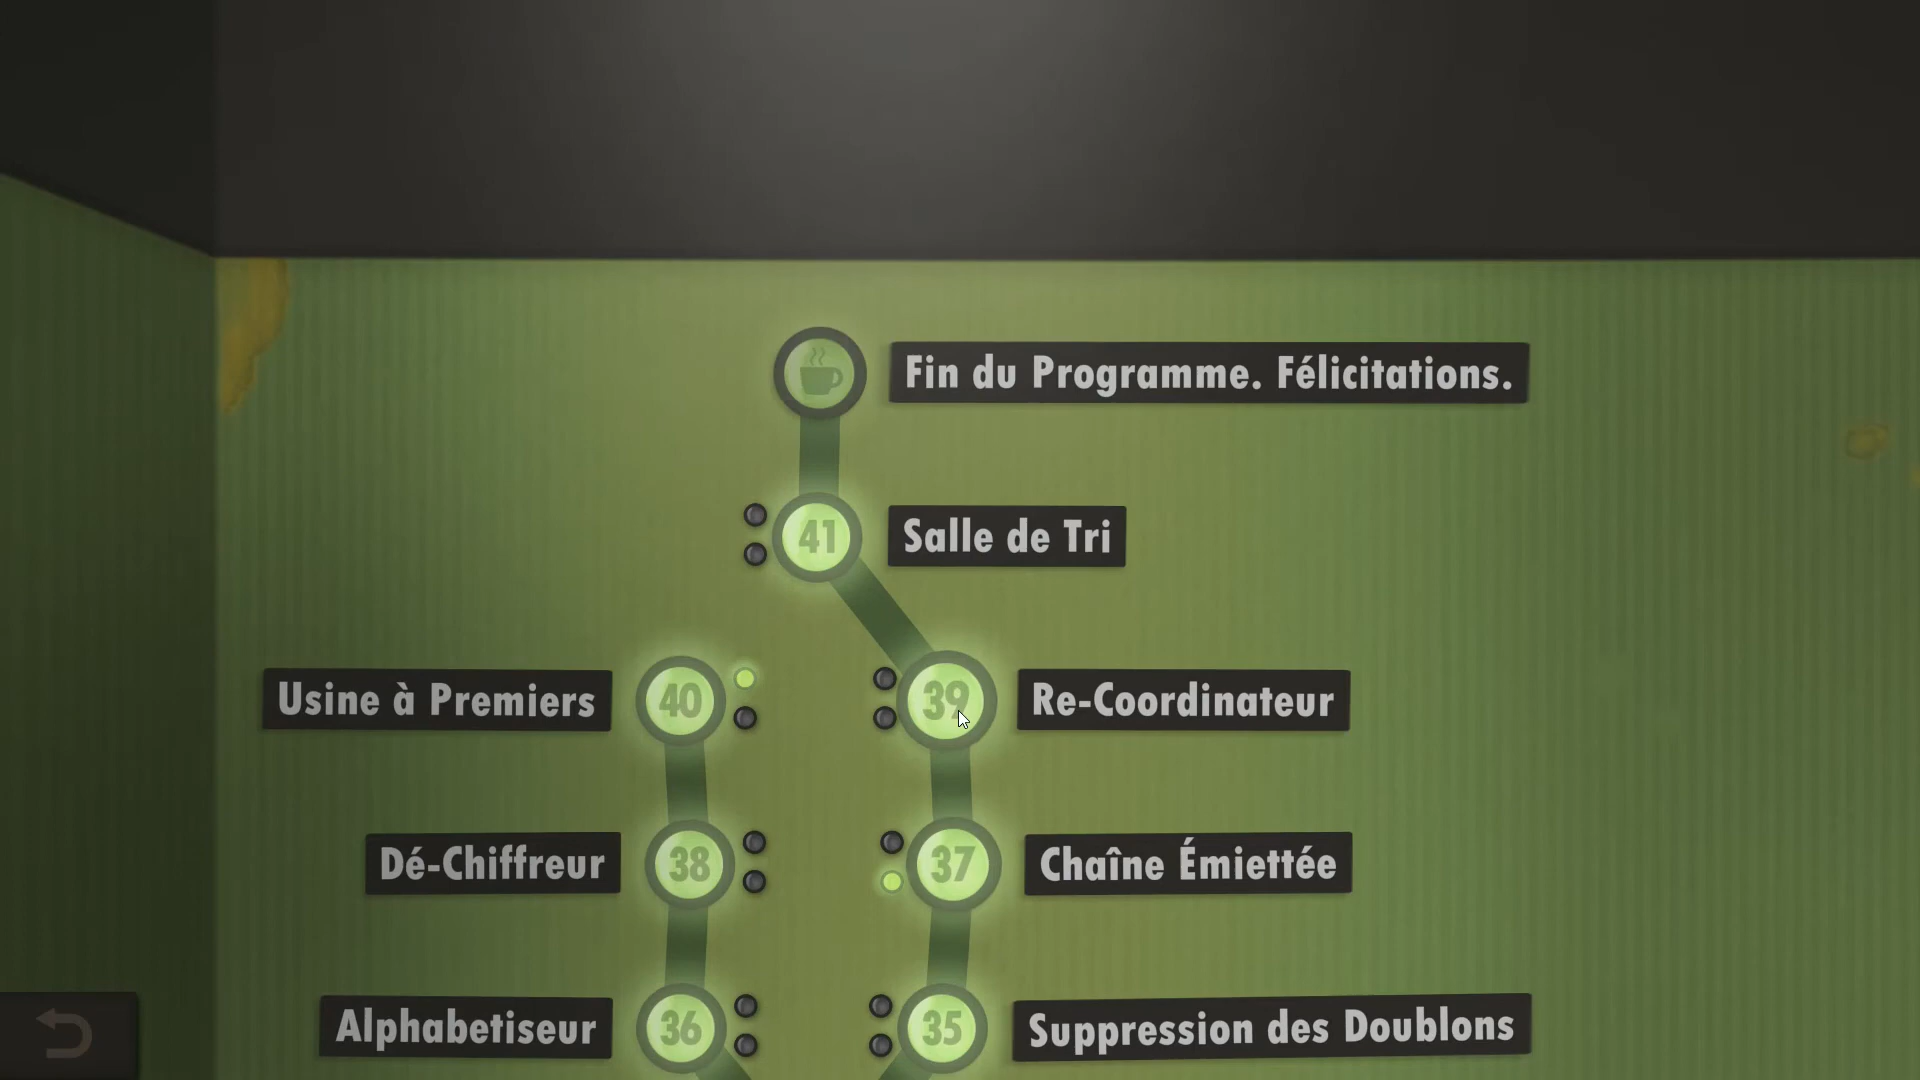 Fin du Programme. Félicitations.
41 Salle de Tri
Usine à Premiers 40
39 Re-Coordinateur
Dé-Chiffreur 38
37 Chaîne Émiettée
Alphabetiseur 36
35 Suppression des Doublons